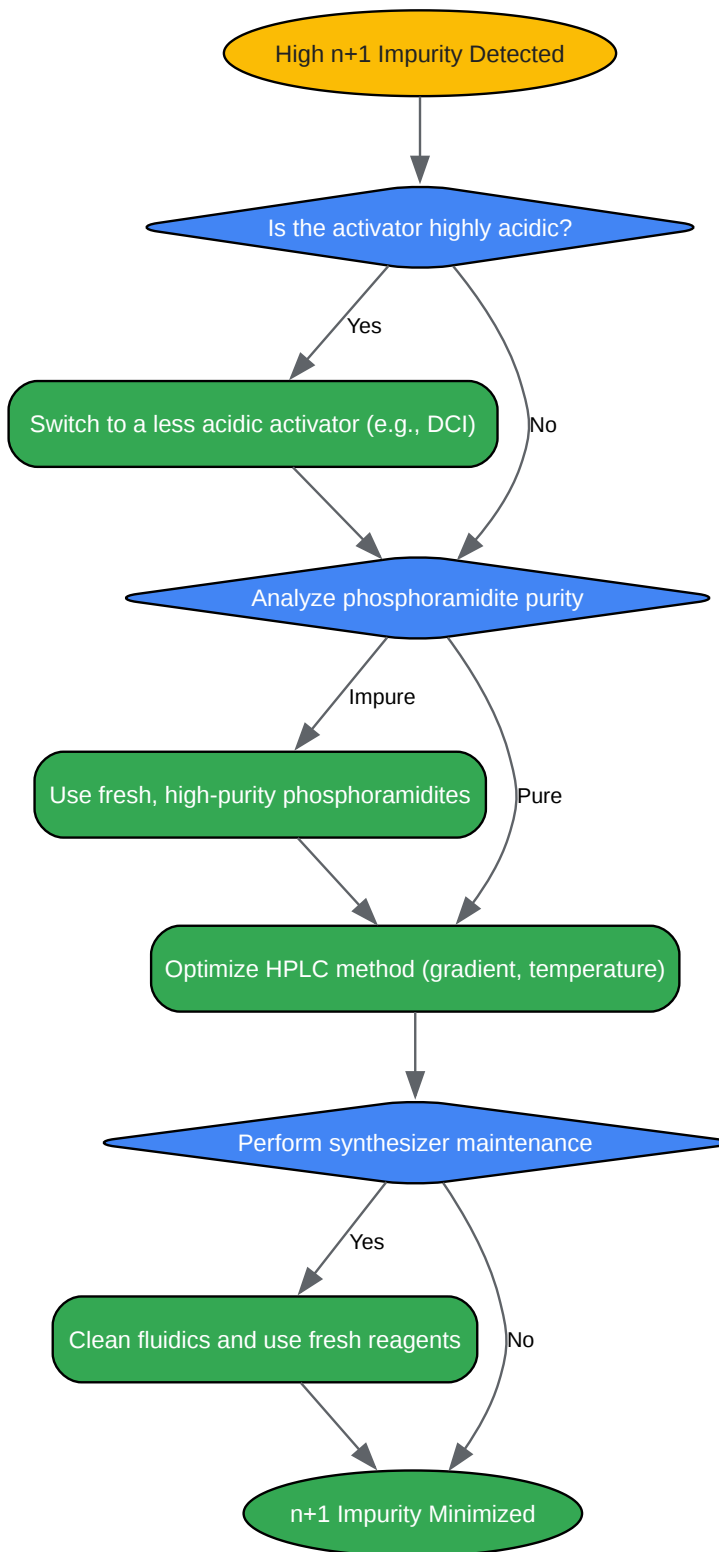 High n+1 Impurity Detected
Is the activator highly acidic?
Yes
Switch to a less acidic activator (e.g., DCI)
No
Analyze phosphoramidite purity
Impure
Use fresh, high-purity phosphoramidites
Pure
Optimize HPLC method (gradient, temperature)
Perform synthesizer maintenance
Yes
Clean fluidics and use fresh reagents
No
n+1 Impurity Minimized